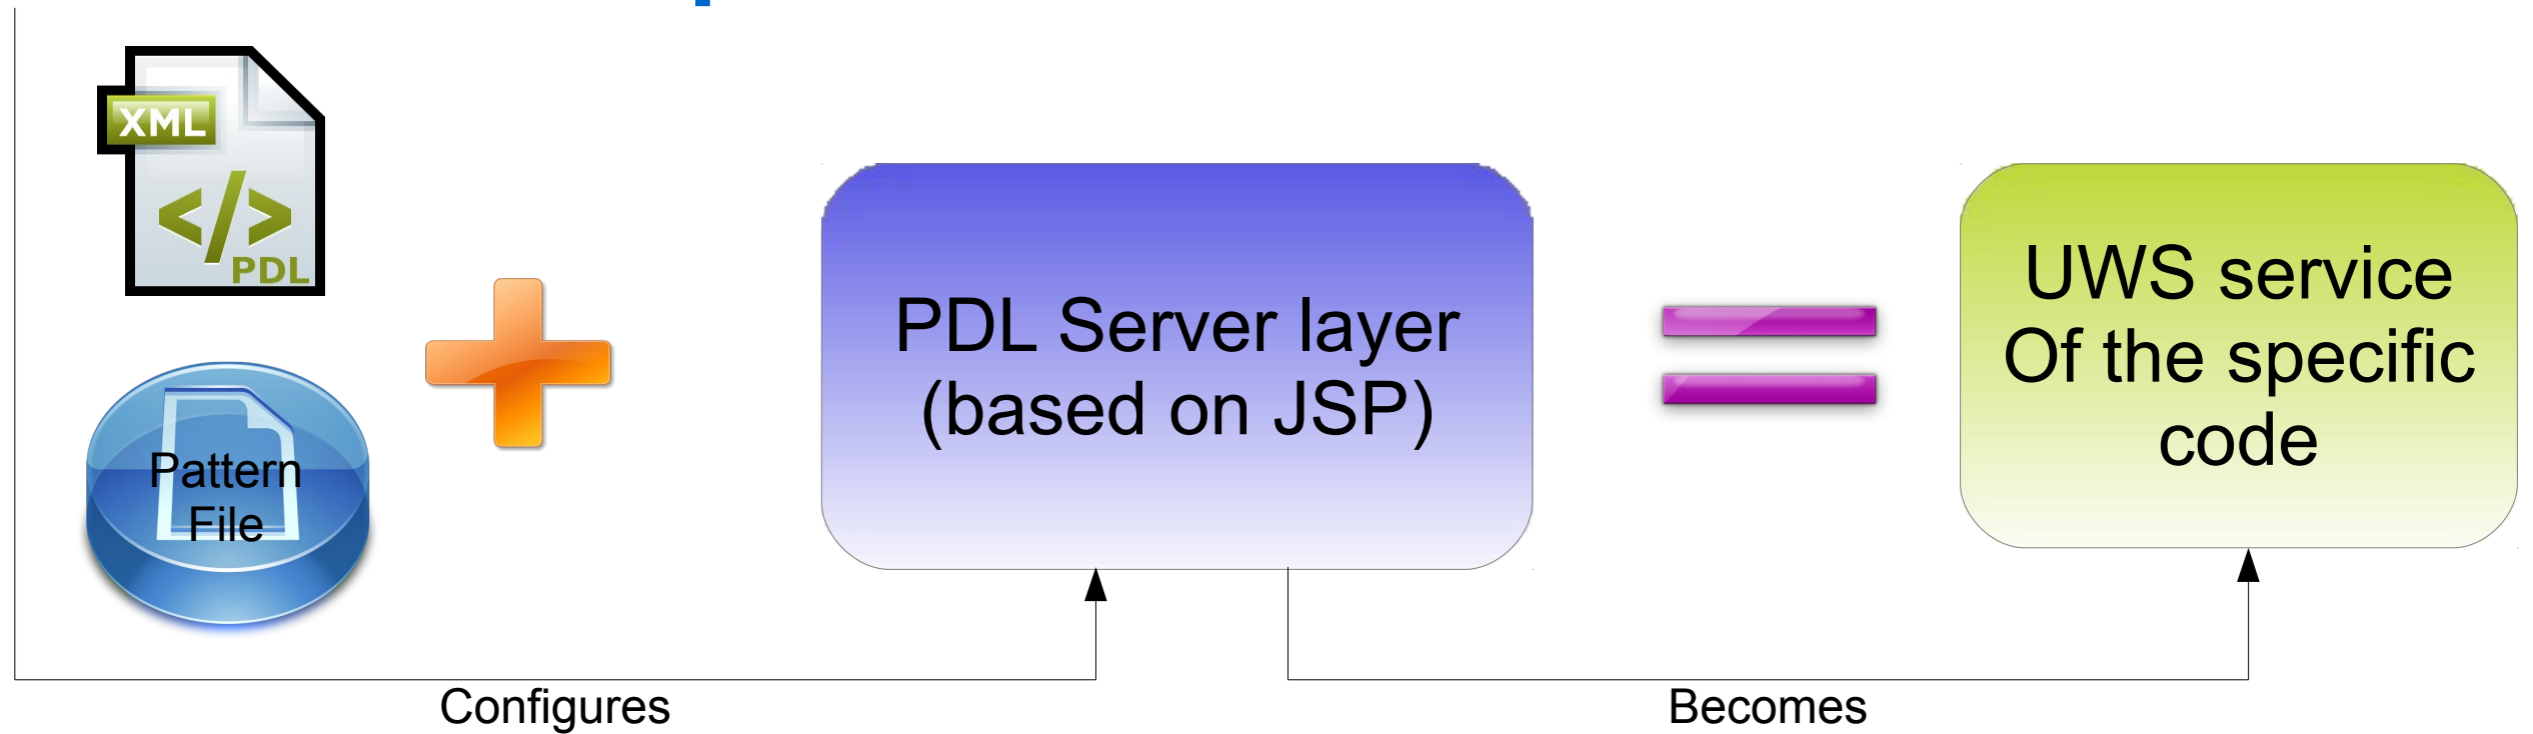 XML
</>
PDL
Pattern
File
PDL Server layer
(based on JSP)
UWS service
Of the specific
code
Configures
Becomes